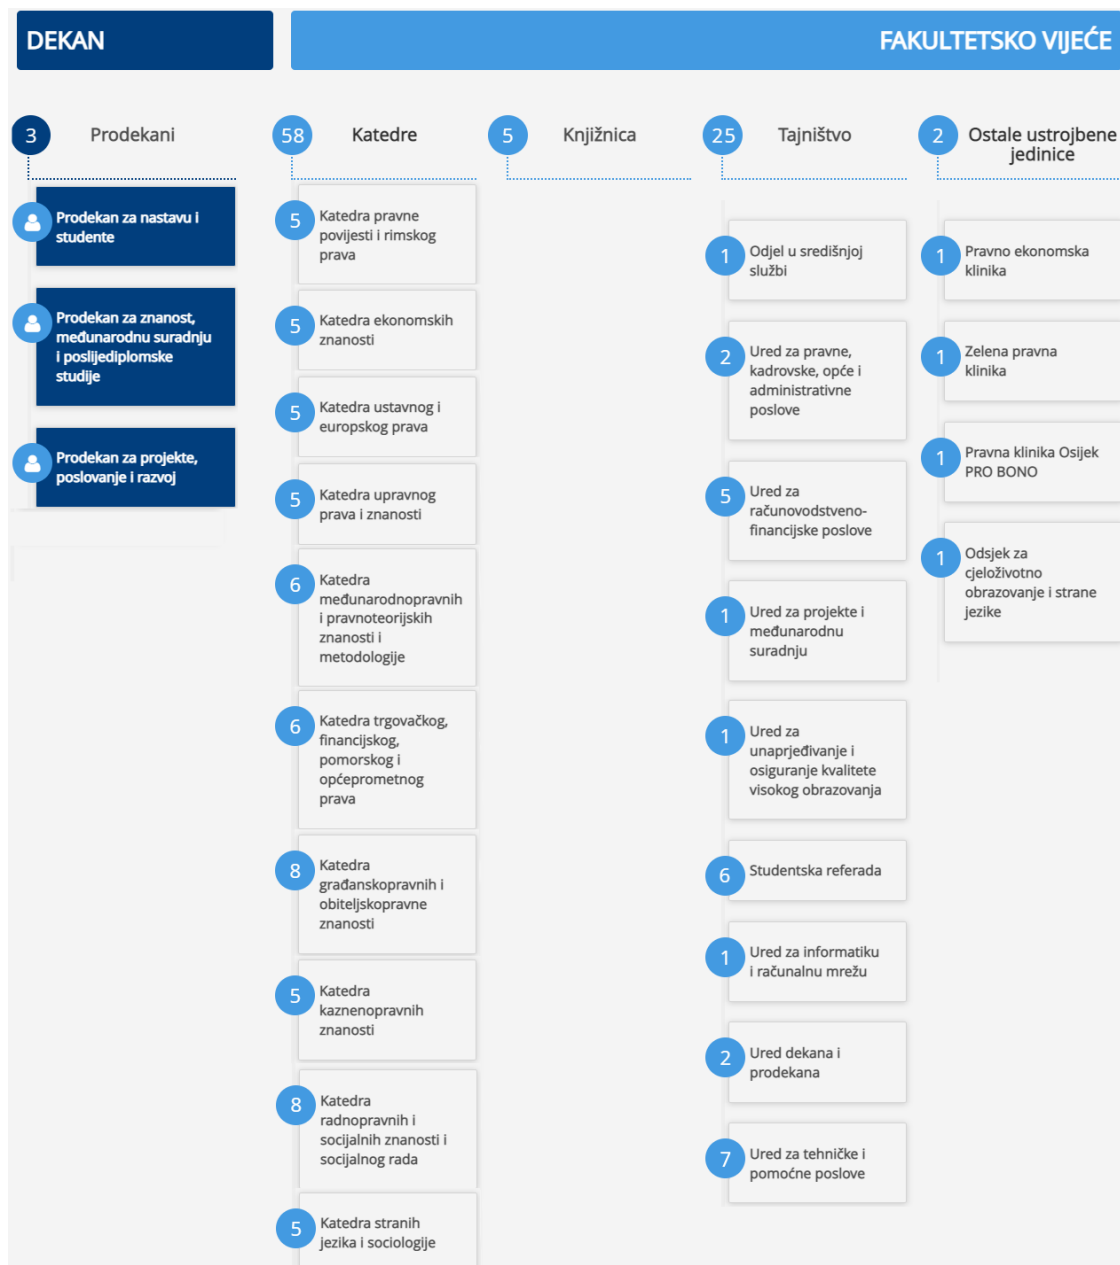 DEKAN
FAKULTETSKO VIJEĆE
3
Prodekani
Prodekan za nastavu i
studente
Prodekan za znanost,
međunarodnu suradnju
i poslijediplomske
studije
Prodekan za projekte,
poslovanje i razvoj
58
Katedre
5
Katedra pravne
povijesti i rimskog
prava
5
Katedra ekonomskih
znanosti
5
Katedra ustavnog i
europskog prava
5
Katedra upravnog
prava i znanosti
6
Katedra
međunarodnopravnih
i pravnoteorijskih
znanosti i
metodologije
6
Katedra trgovačkog,
financijskog,
pomorskog i
općeprometnog
prava
8
Katedra
građanskopravnih i
obiteljskopravne
znanosti
5
Katedra
kaznenopravnih
znanosti
8
Katedra
radnopravnih i
socijalnih znanosti i
socijalnog rada
5
Katedra stranih
jezika i sociologije
5
Knjižnica
25
Tajništvo
1
Odjel u središnjoj
službi
2
Ured za pravne,
kadrovske, opće i
administrativne
poslove
5
Ured za
računovodstveno-
financijske poslove
1
Ured za projekte i
međunarodnu
suradnju
1
Ured za
unaprjeđivanje i
osiguranje kvalitete
visokog obrazovanja
6
Studentska referada
1
Ured za informatiku
i računalnu mrežu
2
Ured dekana i
prodekana
7
Ured za tehničke i
pomoćne poslove
2
Ostale ustrojbene
jedinice
1
Pravno ekonomska
klinika
1
Zelena pravna
klinika
1
Pravna klinika Osijek
PRO BONO
1
Odsjek za
cjeloživotno
obrazovanje i strane
jezike